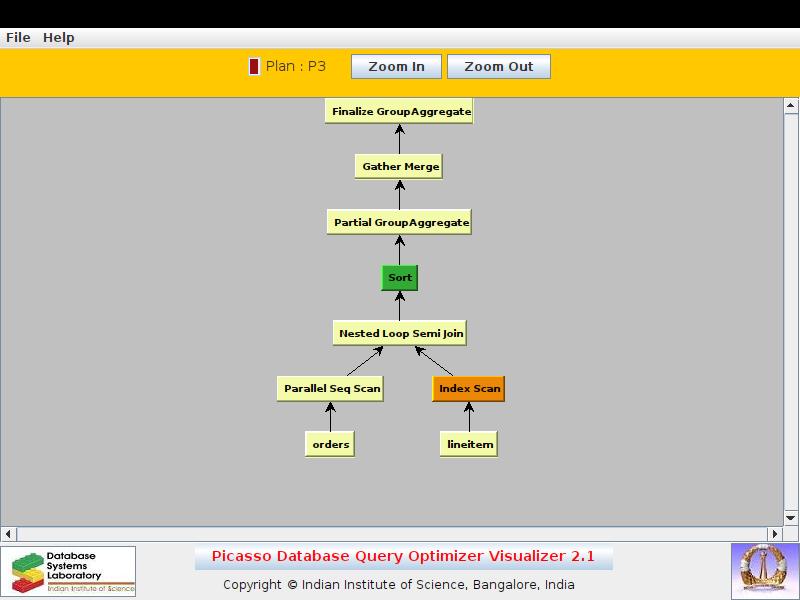 File Help
Plan : P3 Zoom In Zoom Out
Finalize GroupAggregate
Gather Merge
Partial GroupAggregate
Sort
Nested Loop Semi Join
Parallel Seq Scan Index Scan
orders lineitem
Database
Systems
Laboratory
Indian Institute of Science
Picasso Database Query Optimizer Visualizer 2.1
Copyright © Indian Institute of Science, Bangalore, India